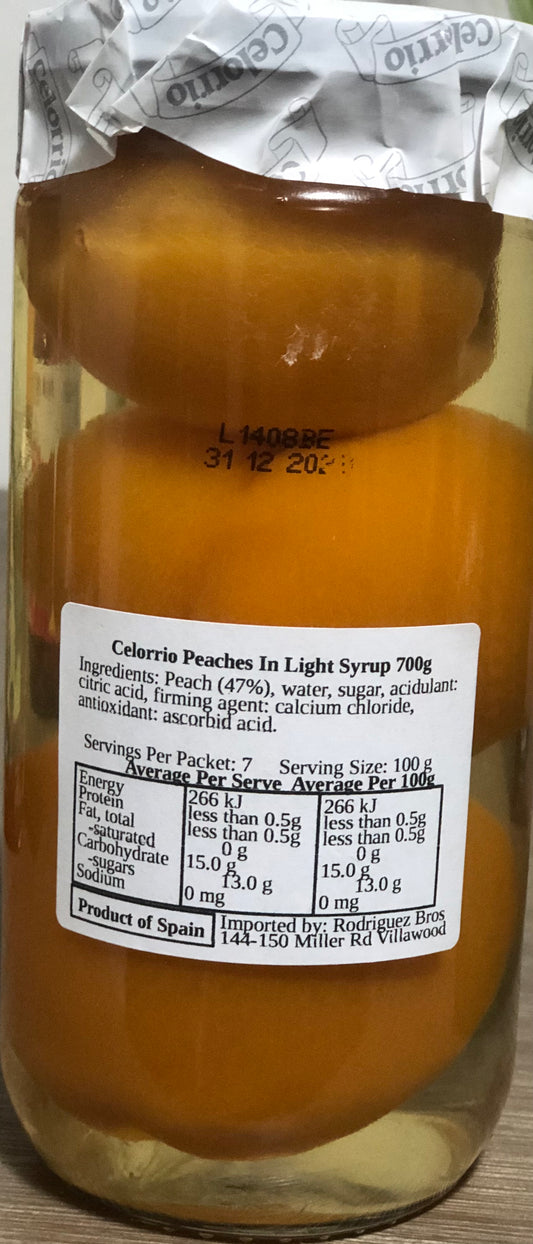 Celorrio
Celorrio
Celorrio
L1408BE
31 12 202
Celorrio Peaches In Light Syrup 700g
Ingredients: Peach (47%), water, sugar, acidulant:
citric acid, firming agent: calcium chloride,
antioxidant: ascorbid acid.
Servings Per Packet: 7 Serving Size: 100 g
Average Per Serve Average Per 100g
Energy 266 kJ 266 kJ
Protein less than 0.5g less than 0.5g
Fat, total less than 0.5g less than 0.5g
-saturated 0 g 0 g
Carbohydrate 15.0 g 15.0 g
-sugars 13.0 g 13.0 g
Sodium 0 mg 0 mg
Product of Spain
Imported by: Rodriguez Bros
144-150 Miller Rd Villawood